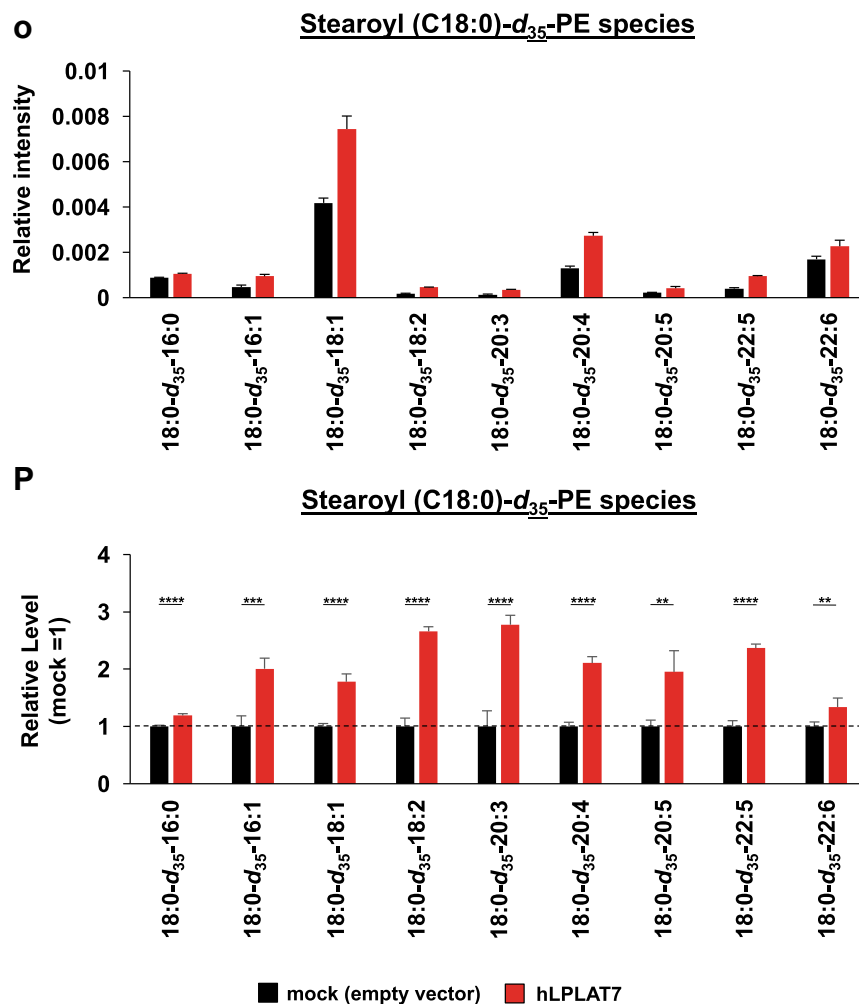 O
Stearoyl (C18:0)-d35-PE species
Relative intensity
0.01
0.008
0.006
0.004
0.002
0
18:0-d35-16:0
18:0-d35-16:1
18:0-d35-18:1
18:0-d35-18:2
18:0-d35-20:3
18:0-d35-20:4
18:0-d35-20:5
18:0-d35-22:5
18:0-d35-22:6
P
Stearoyl (C18:0)-d35-PE species
Relative Level
(mock =1)
4
3
2
1
0
**** *** **** **** **** **** ** **** **
18:0-d35-16:0
18:0-d35-16:1
18:0-d35-18:1
18:0-d35-18:2
18:0-d35-20:3
18:0-d35-20:4
18:0-d35-20:5
18:0-d35-22:5
18:0-d35-22:6
mock (empty vector) hLPLAT7